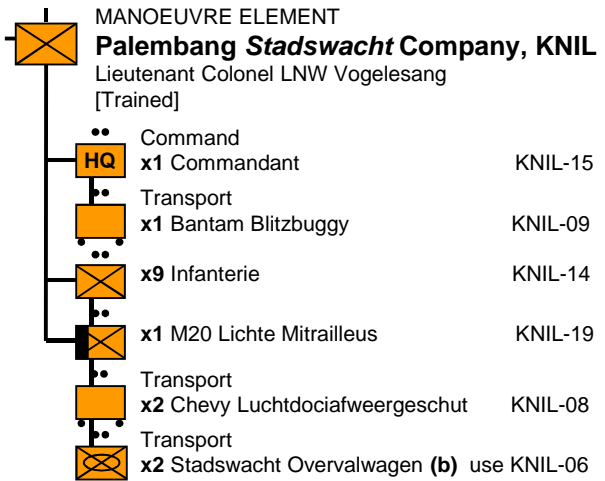 MANOEUVRE ELEMENT
Palembang Stadswacht Company, KNIL
Lieutenant Colonel LNW Vogelesang
[Trained]
Command
HQ x1 Commandant KNIL-15
Transport
x1 Bantam Blitzbuggy KNIL-09
x9 Infanterie KNIL-14
x1 M20 Lichte Mitrailleus KNIL-19
Transport
x2 Chevy Luchtdociafweergeschut KNIL-08
Transport
x2 Stadswacht Overvalwagen (b) use KNIL-06